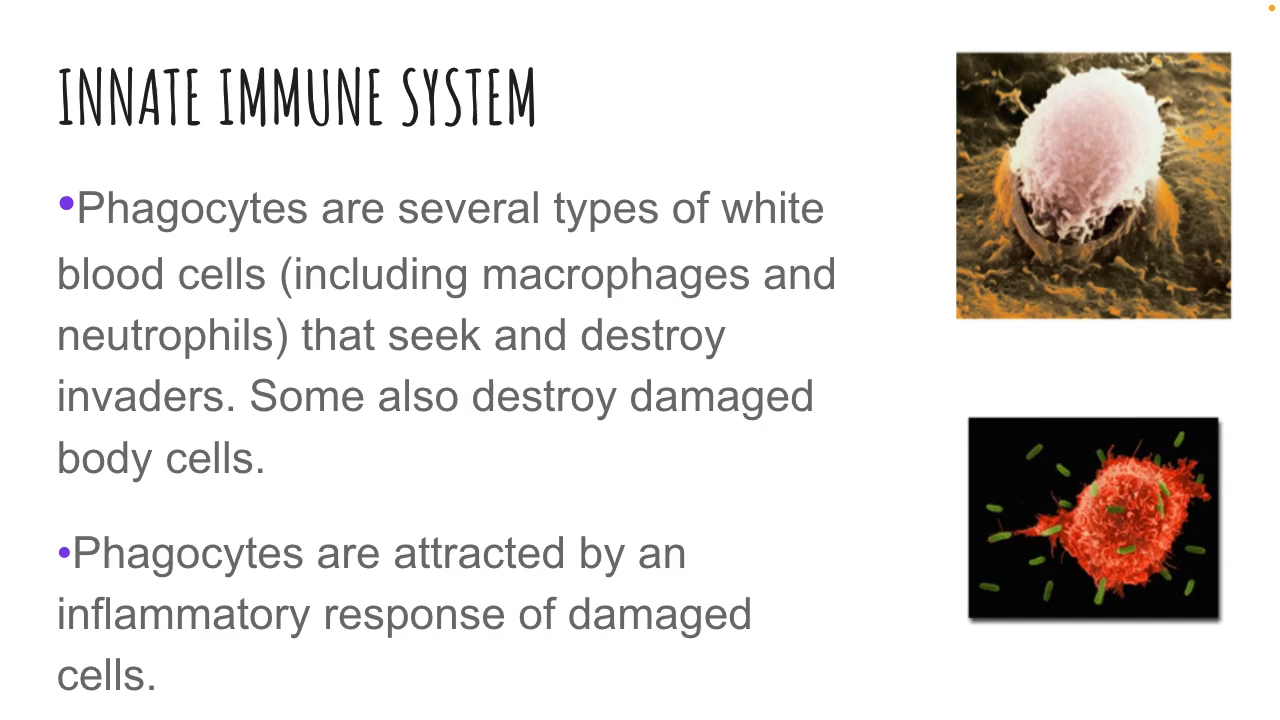 INNATE IMMUNE SYSTEM
•Phagocytes are several types of white
blood cells (including macrophages and
neutrophils) that seek and destroy
invaders. Some also destroy damaged
body cells.
•Phagocytes are attracted by an
inflammatory response of damaged
cells.